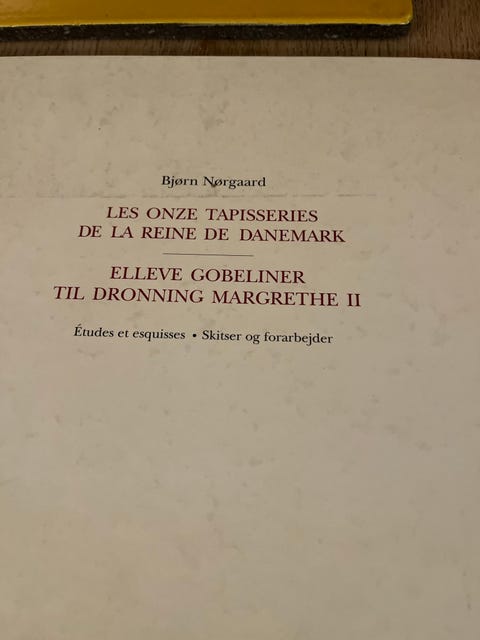 Bjørn Nørgaard
LES ONZE TAPISSERIES
DE LA REINE DE DANEMARK
ELLEVE GOBELINER
TIL DRONNING MARGRETHE II
Études et esquisses • Skitser og forarbejder